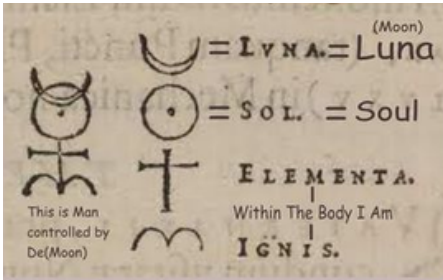 (Moon)
= LVNA. = Luna
= SOL. = Soul
ELEMENTA.
Within The Body I Am
IGNIS.
This is Man
controlled by
De(Moon)